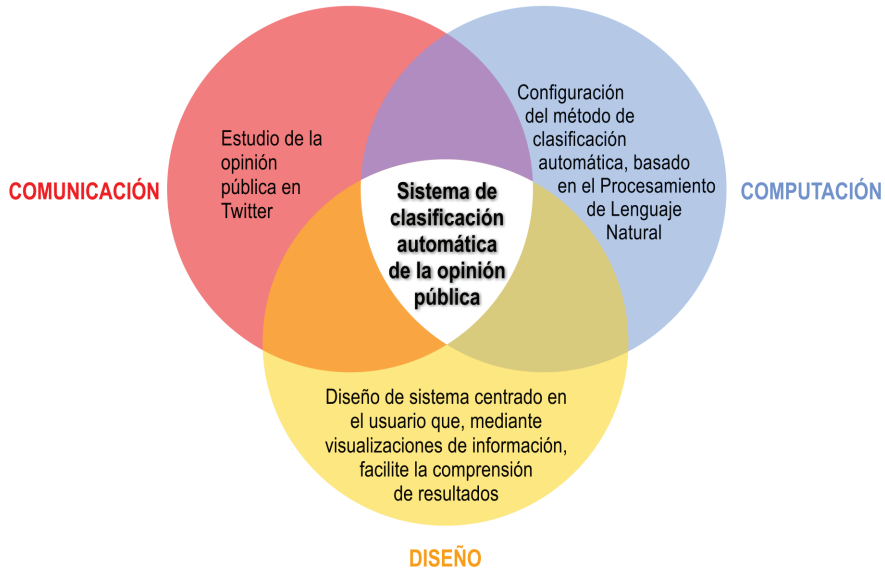 COMUNICACIÓN
Estudio de la
opinión
pública en
Twitter
Configuración
del método de
clasificación
automática, basado
en el Procesamiento
de Lenguaje
Natural
COMPUTACIÓN
Sistema de
clasificación
automática
de la opinión
pública
Diseño de sistema centrado en
el usuario que, mediante
visualizaciones de información,
facilite la comprensión
de resultados
DISEÑO